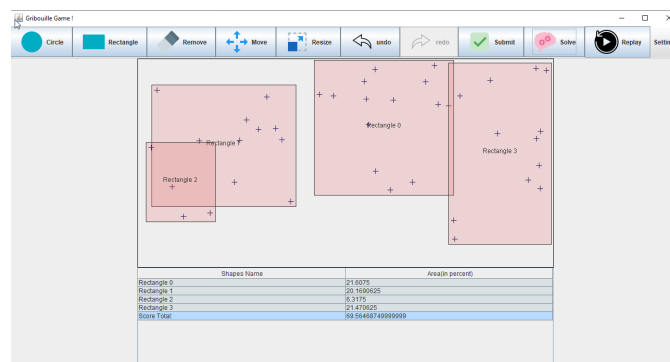 Gribouille Game !
Circle Rectangle Remove Move Resize undo redo Submit Solve Replay Settin
Rectangle 0
Rectangle 1
Rectangle 3
Rectangle 2
Shapes Name Area(in percent)
Rectangle 0 21.6075
Rectangle 1 20.1690625
Rectangle 2 6.3175
Rectangle 3 21.470625
Score Total: 69.56468749999999